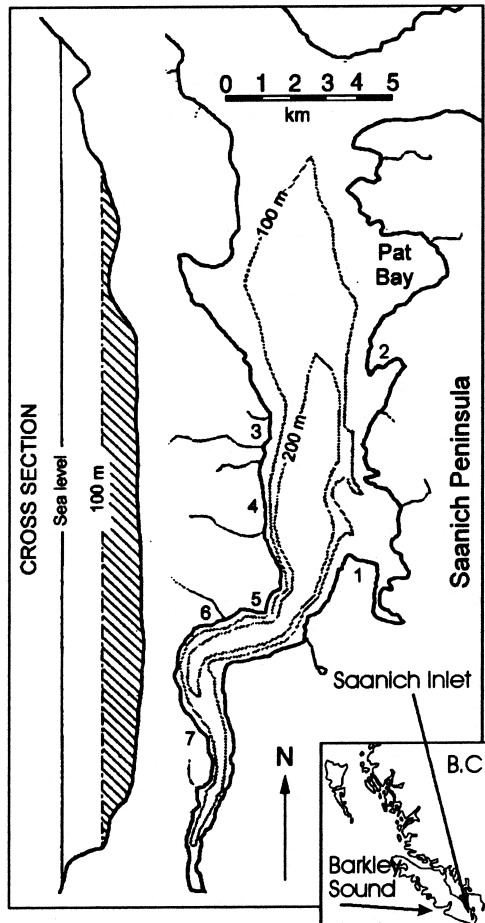 0 1 2 3 4 5
km
100 m
Pat
Bay
2
200 m
3
4
CROSS SECTION
Sea level
100 m
Saanich Peninsula
1
5
6
Saanich Inlet
7
N
B.C
Barkley
Sound